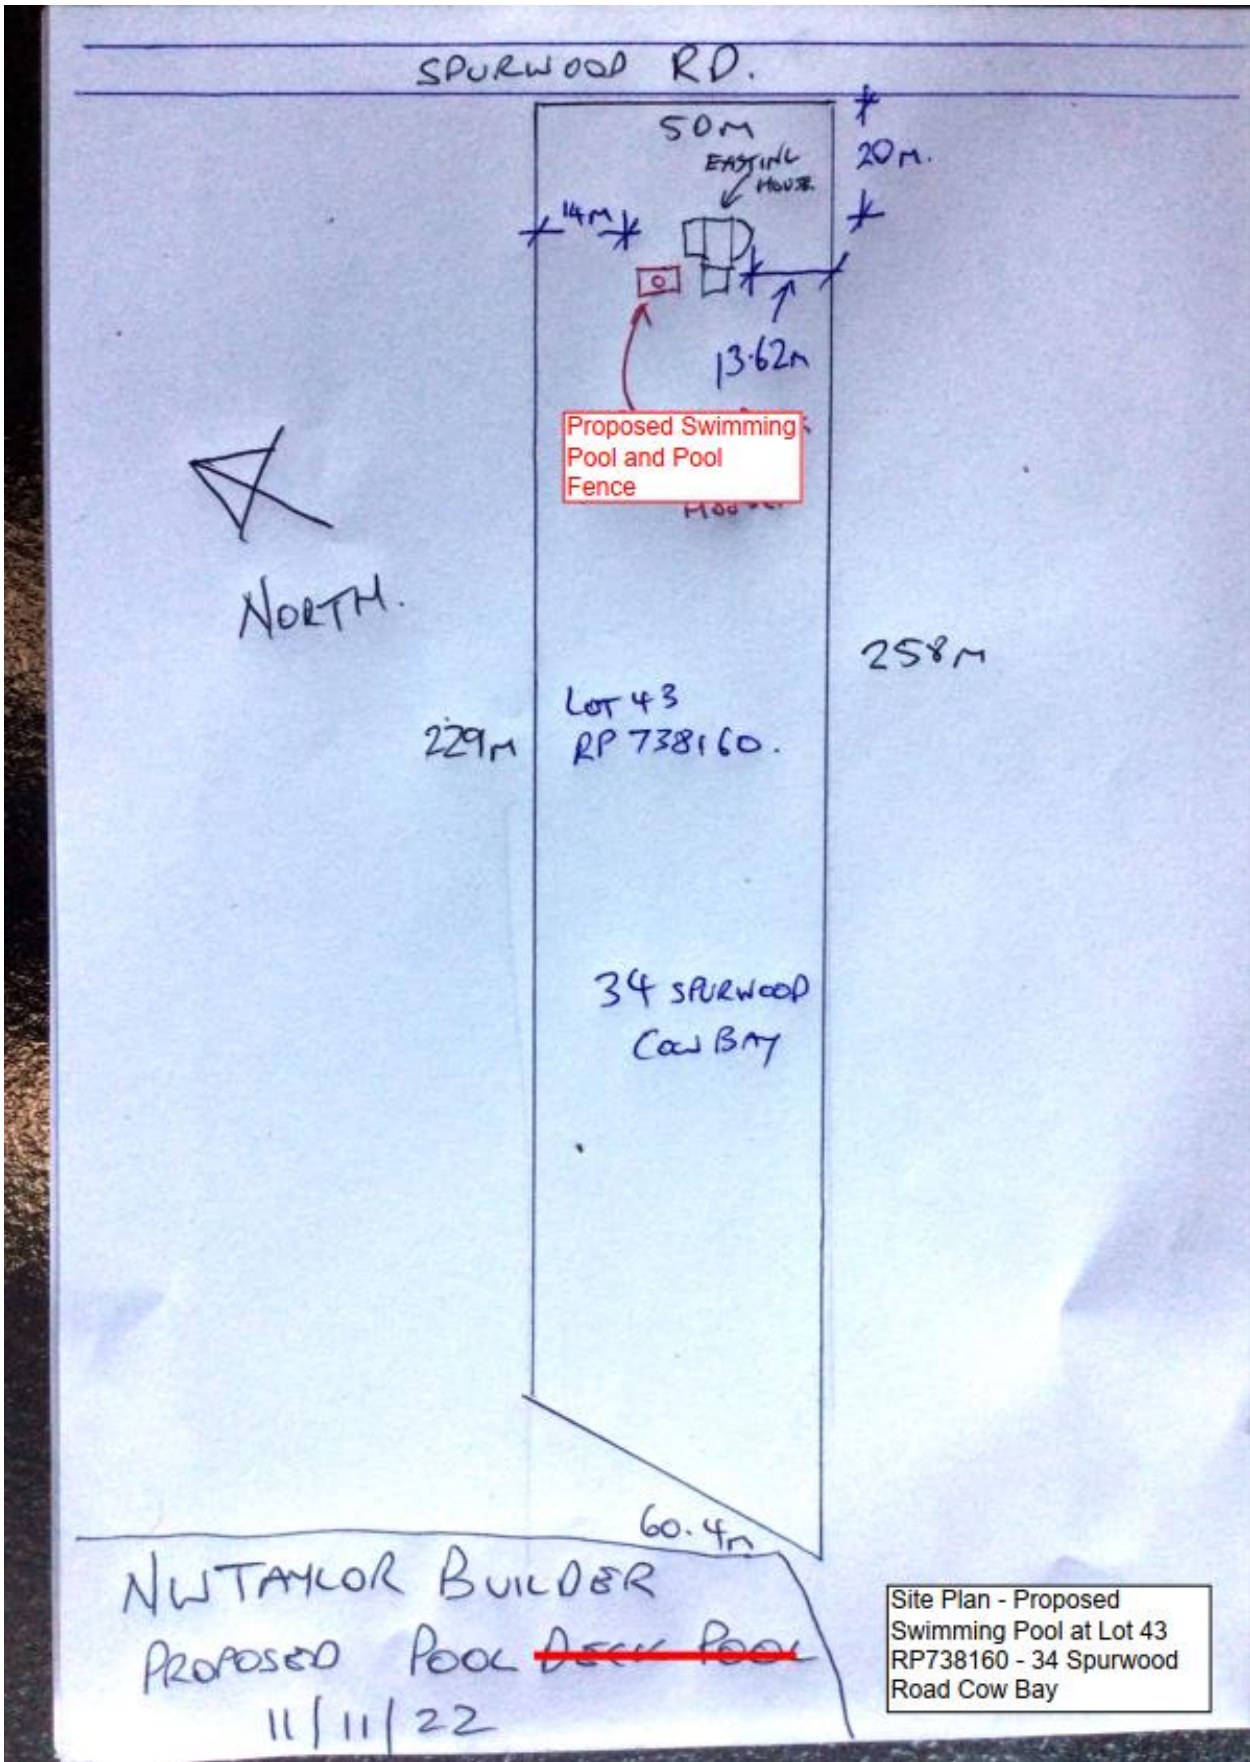 SPURWOOD RD.
50M
20M.
EASTING
HOUSE.
14M
13.62M
Proposed Swimming
Pool and Pool
Fence
HOUSE.
NORTH.
258M
LOT 43
RP 738160.
229M
34 SPURWOOD
COW BAY
60.4m
NWTAYLOR BUILDER
PROPOSED POOL DECK POOL
11/11/22
Site Plan - Proposed
Swimming Pool at Lot 43
RP738160 - 34 Spurwood
Road Cow Bay